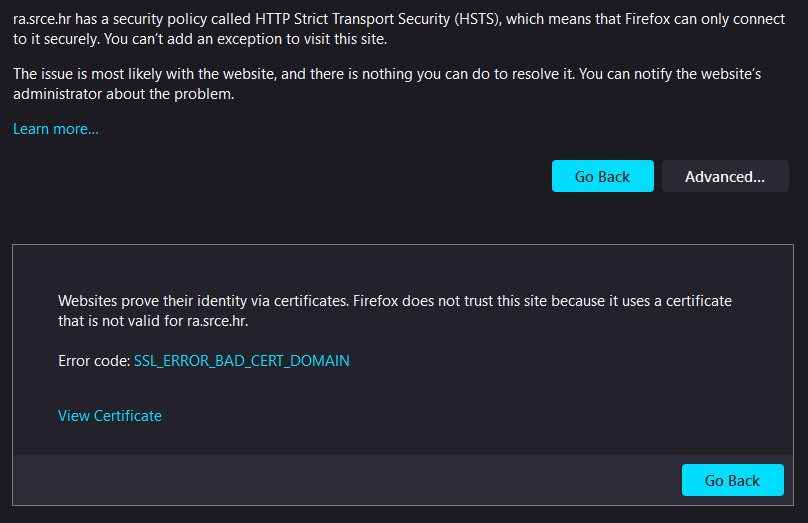 ra.srce.hr has a security policy called HTTP Strict Transport Security (HSTS), which means that Firefox can only connect
to it securely. You can’t add an exception to visit this site.
The issue is most likely with the website, and there is nothing you can do to resolve it. You can notify the website’s
administrator about the problem.
Learn more…
Go Back
Advanced…
Websites prove their identity via certificates. Firefox does not trust this site because it uses a certificate
that is not valid for ra.srce.hr.
Error code: SSL_ERROR_BAD_CERT_DOMAIN
View Certificate
Go Back